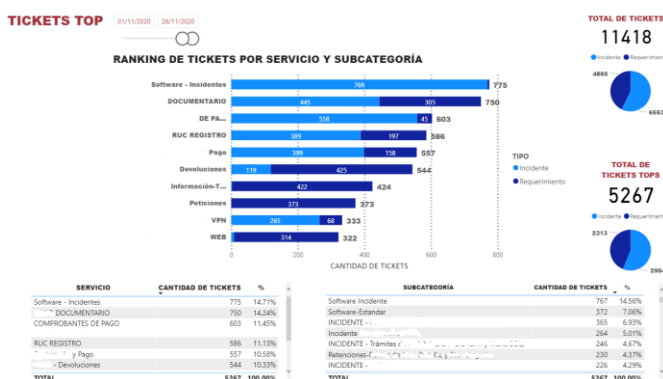 TICKETS TOP
01/11/2020 26/11/2020
TOTAL DE TICKETS
11418
Incidente Requerimiento
4865
6553
RANKING DE TICKETS POR SERVICIO Y SUBCATEGORÍA
Software - Incidentes 769 775
DOCUMENTARIO 445 305 750
DE PA... 558 45 603
RUC REGISTRO 389 197 586
Pago 399 158 557
Devoluciones 119 425 544
Información-T... 422 424
Peticiones 373 373
VPN 265 68 333
WEB 314 322
0 200 400 600 800
CANTIDAD DE TICKETS
TIPO
Incidente
Requerimiento
TOTAL DE
TICKETS TOPS
5267
Incidente Requerimiento
2313
2954
SERVICIO CANTIDAD DE TICKETS %
Software - Incidentes 775 14.71%
DOCUMENTARIO 750 14.24%
COMPROBANTES DE PAGO 603 11.45%
RUC REGISTRO 586 11.13%
y Pago 557 10.58%
- Devoluciones 544 10.33%
TOTAL 5267 100.00%
SUBCATEGORÍA CANTIDAD DE TICKETS %
Software Incidente 767 14.56%
Software-Estandar 372 7.06%
INCIDENTE - 365 6.93%
Incidente 264 5.01%
INCIDENTE - Trámites 246 4.67%
Retenciones- 230 4.37%
INCIDENTE - 226 4.29%
TOTAL 5267 100.00%